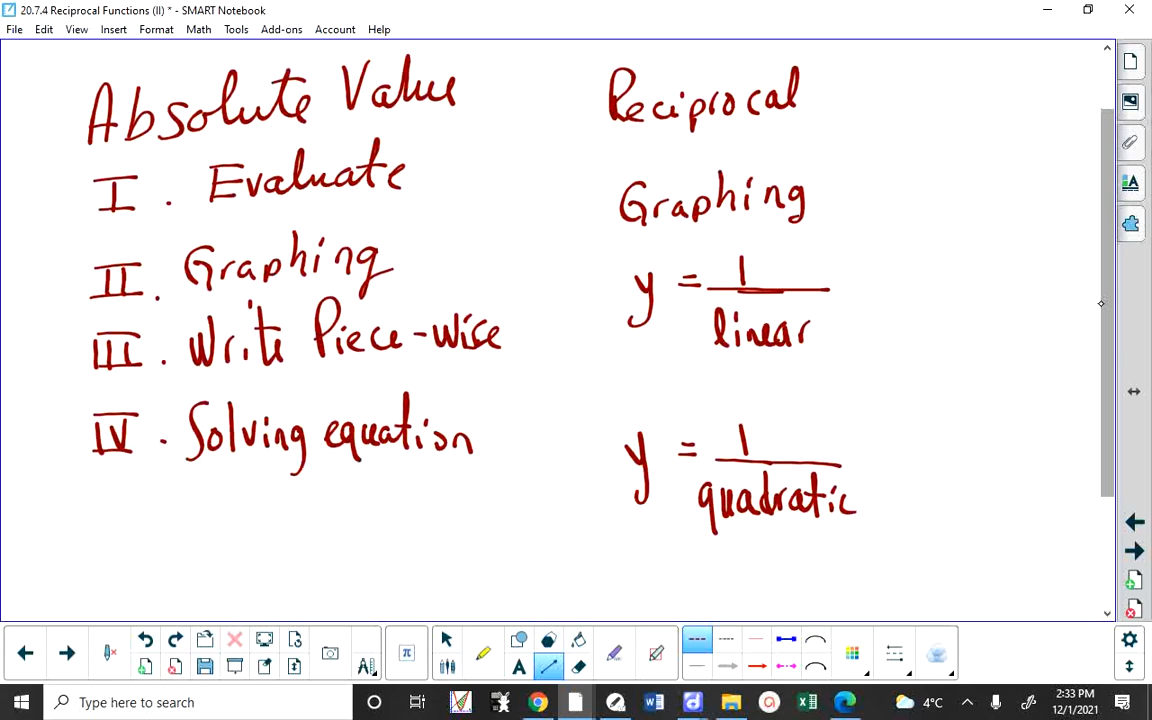 20.7.4 Reciprocal Functions (II) * - SMART Notebook
File Edit View Insert Format Math Tools Add-ons Account Help
Absolute Value
I. Evaluate
II. Graphing
III. Write Piece-wise
IV. Solving equation
Reciprocal
Graphing
y = 1
linear
y = 1
quadratic
π
A
Type here to search
4°C
2:33 PM
12/1/2021